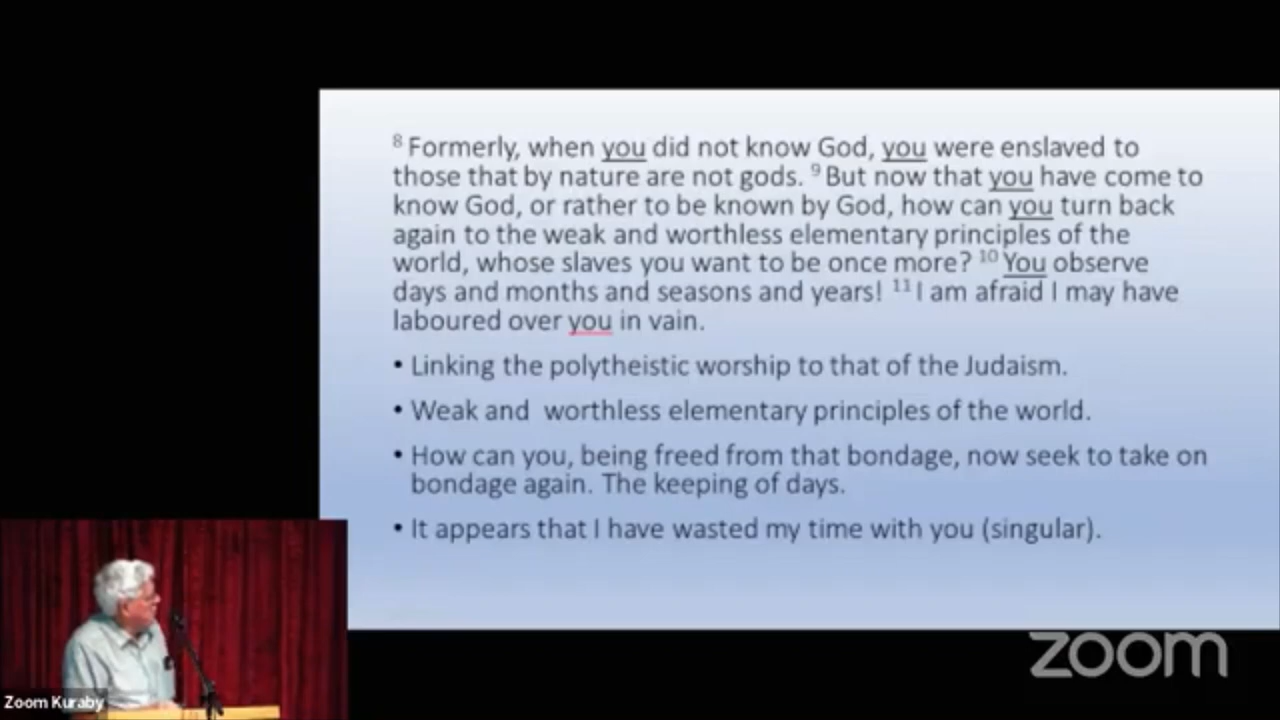 ⁸ Formerly, when you did not know God, you were enslaved to
those that by nature are not gods. ⁹ But now that you have come to
know God, or rather to be known by God, how can you turn back
again to the weak and worthless elementary principles of the
world, whose slaves you want to be once more? ¹⁰ You observe
days and months and seasons and years! ¹¹ I am afraid I may have
laboured over you in vain.
• Linking the polytheistic worship to that of the Judaism.
• Weak and  worthless elementary principles of the world.
• How can you, being freed from that bondage, now seek to take on
bondage again. The keeping of days.
• It appears that I have wasted my time with you (singular).
Zoom Kuraby
zoom